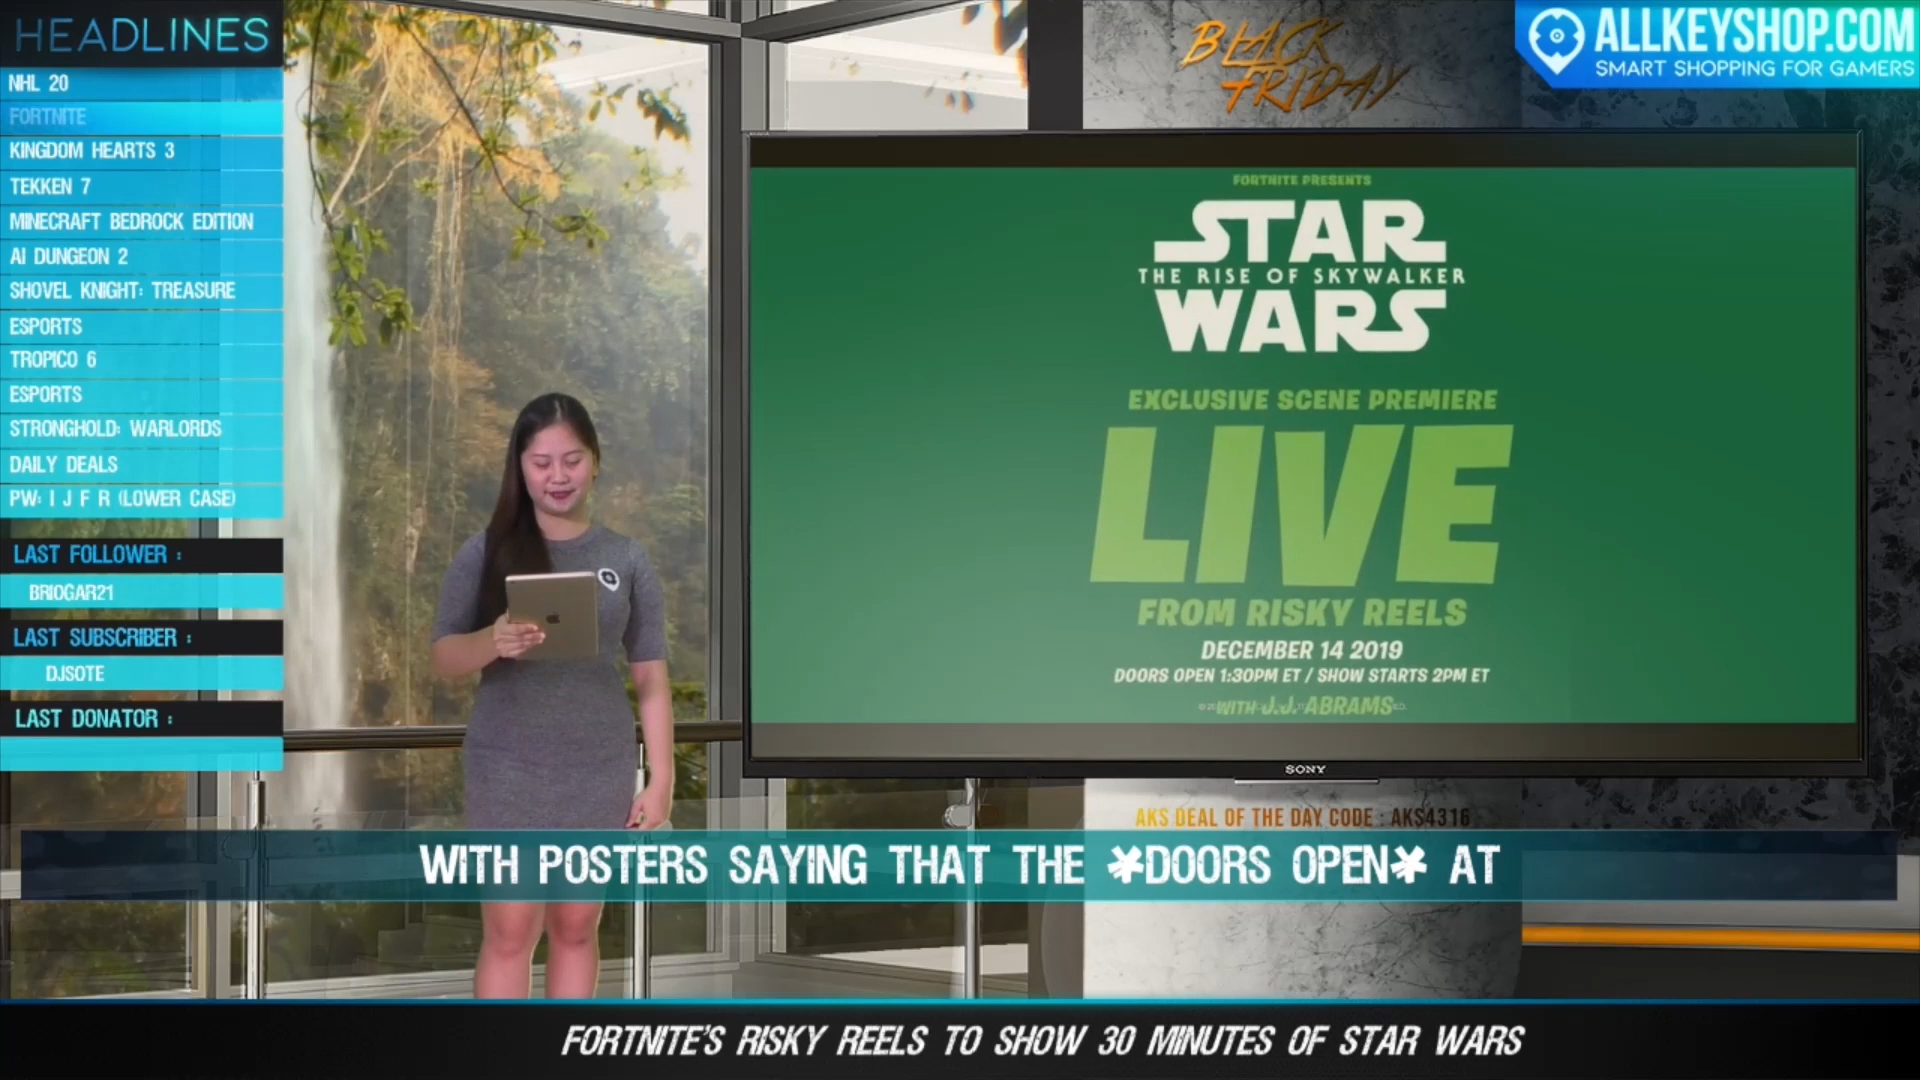 HEADLINES
NHL 20
FORTNITE
KINGDOM HEARTS 3
TEKKEN 7
MINECRAFT BEDROCK EDITION
AI DUNGEON 2
SHOVEL KNIGHT: TREASURE
ESPORTS
TROPICO 6
ESPORTS
STRONGHOLD: WARLORDS
DAILY DEALS
PW: I J F R (LOWER CASE)
LAST FOLLOWER :
BRIOGAR21
LAST SUBSCRIBER :
DJSOTE
LAST DONATOR :
BLACK
FRIDAY
ALLKEYSHOP.COM
SMART SHOPPING FOR GAMERS
FORTNITE PRESENTS
STAR
THE RISE OF SKYWALKER
WARS
EXCLUSIVE SCENE PREMIERE
LIVE
FROM RISKY REELS
DECEMBER 14 2019
DOORS OPEN 1:30PM ET / SHOW STARTS 2PM ET
WITH J.J. ABRAMS
SONY
AKS DEAL OF THE DAY CODE : AKS4316
WITH POSTERS SAYING THAT THE *DOORS OPEN* AT
FORTNITE'S RISKY REELS TO SHOW 30 MINUTES OF STAR WARS